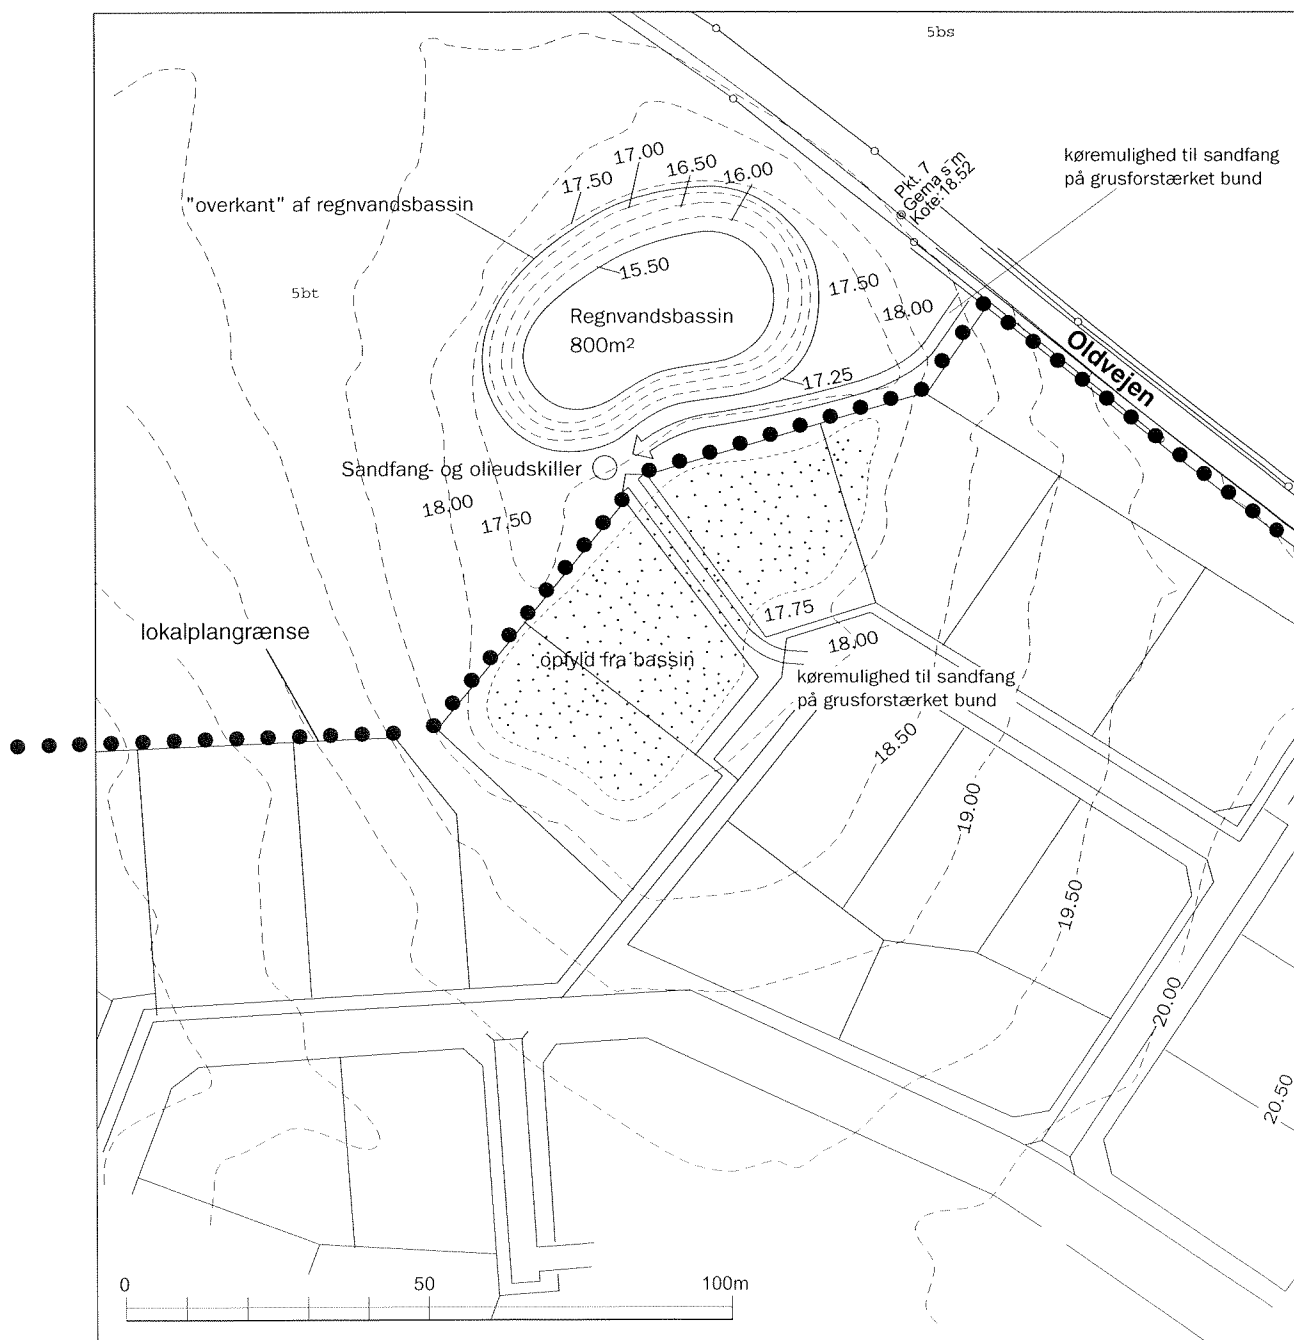 5bs
køremulighed til sandfang
på grusforstærket bund
Pkt. 7
Gema s˜m
Kote:18.52
17.00
16.50
16.00
17.50
"overkant" af regnvandsbassin
15.50
5bt
Regnvandsbassin
800m²
17.50
18.00
Oldvejen
17.25
Sandfang- og olieudskiller
18.00
17.50
17.75
18.00
lokalplangrænse
opfyld fra bassin
køremulighed til sandfang
på grusforstærket bund
18.50
19.00
19.50
20.00
20.50
0
50
100m